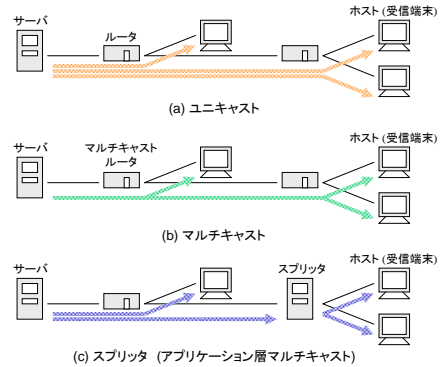 サーバ
ルータ
ホスト (受信端末)
(a) ユニキャスト
サーバ
マルチキャスト
ルータ
ホスト (受信端末)
(b) マルチキャスト
サーバ
スプリッタ
ホスト (受信端末)
(c) スプリッタ (アプリケーション層マルチキャスト)